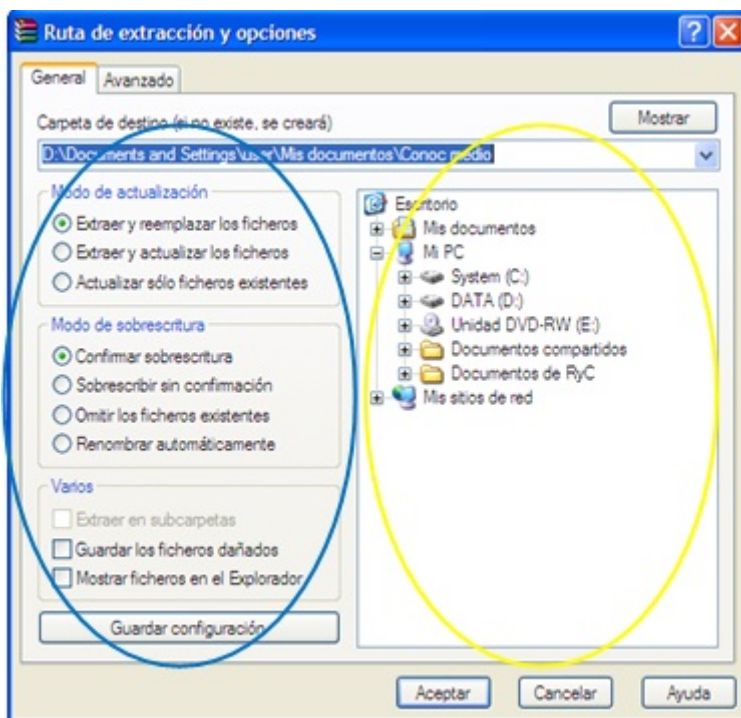 Ruta de extracción y opciones
General Avanzado
Carpeta de destino (si no existe, se creará)
Mostrar
D:\Documents and Settings\user\Mis documentos\Conoc medio
Modo de actualización
Extraer y reemplazar los ficheros
Extraer y actualizar los ficheros
Actualizar sólo ficheros existentes
Modo de sobrescritura
Confirmar sobrescritura
Sobrescribir sin confirmación
Omitir los ficheros existentes
Renombrar automáticamente
Varios
Extraer en subcarpetas
Guardar los ficheros dañados
Mostrar ficheros en el Explorador
Guardar configuración
Escritorio
Mis documentos
Mi PC
System (C:)
DATA (D:)
Unidad DVD-RW (E:)
Documentos compartidos
Documentos de RyC
Mis sitios de red
Aceptar Cancelar Ayuda